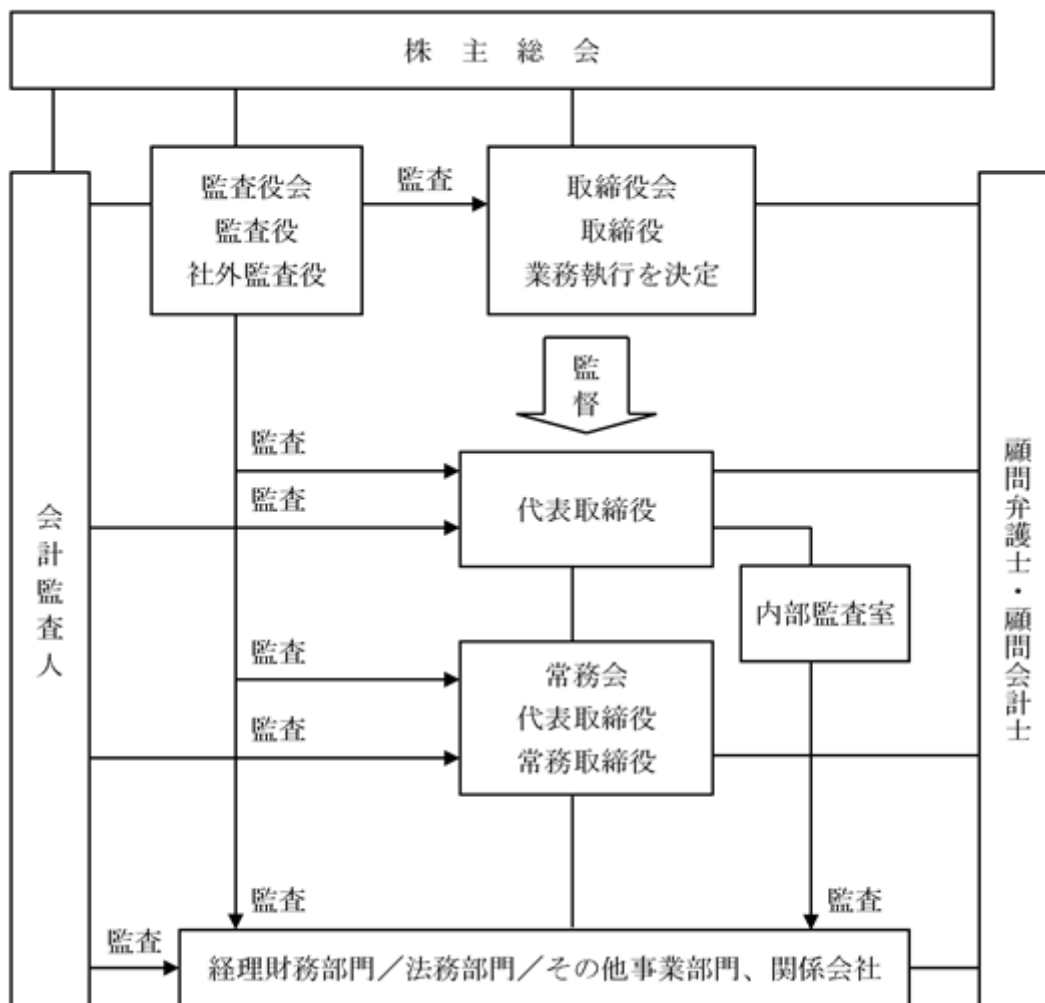 株主総会
監査役会
監査役
社外監査役
監査
取締役会
取締役
業務執行を決定
監督
監査
監査
代表取締役
会計監査人
顧問弁護士・顧問会計士
内部監査室
監査
監査
常務会
代表取締役
常務取締役
監査
監査
監査
経理財務部門／法務部門／その他事業部門、関係会社